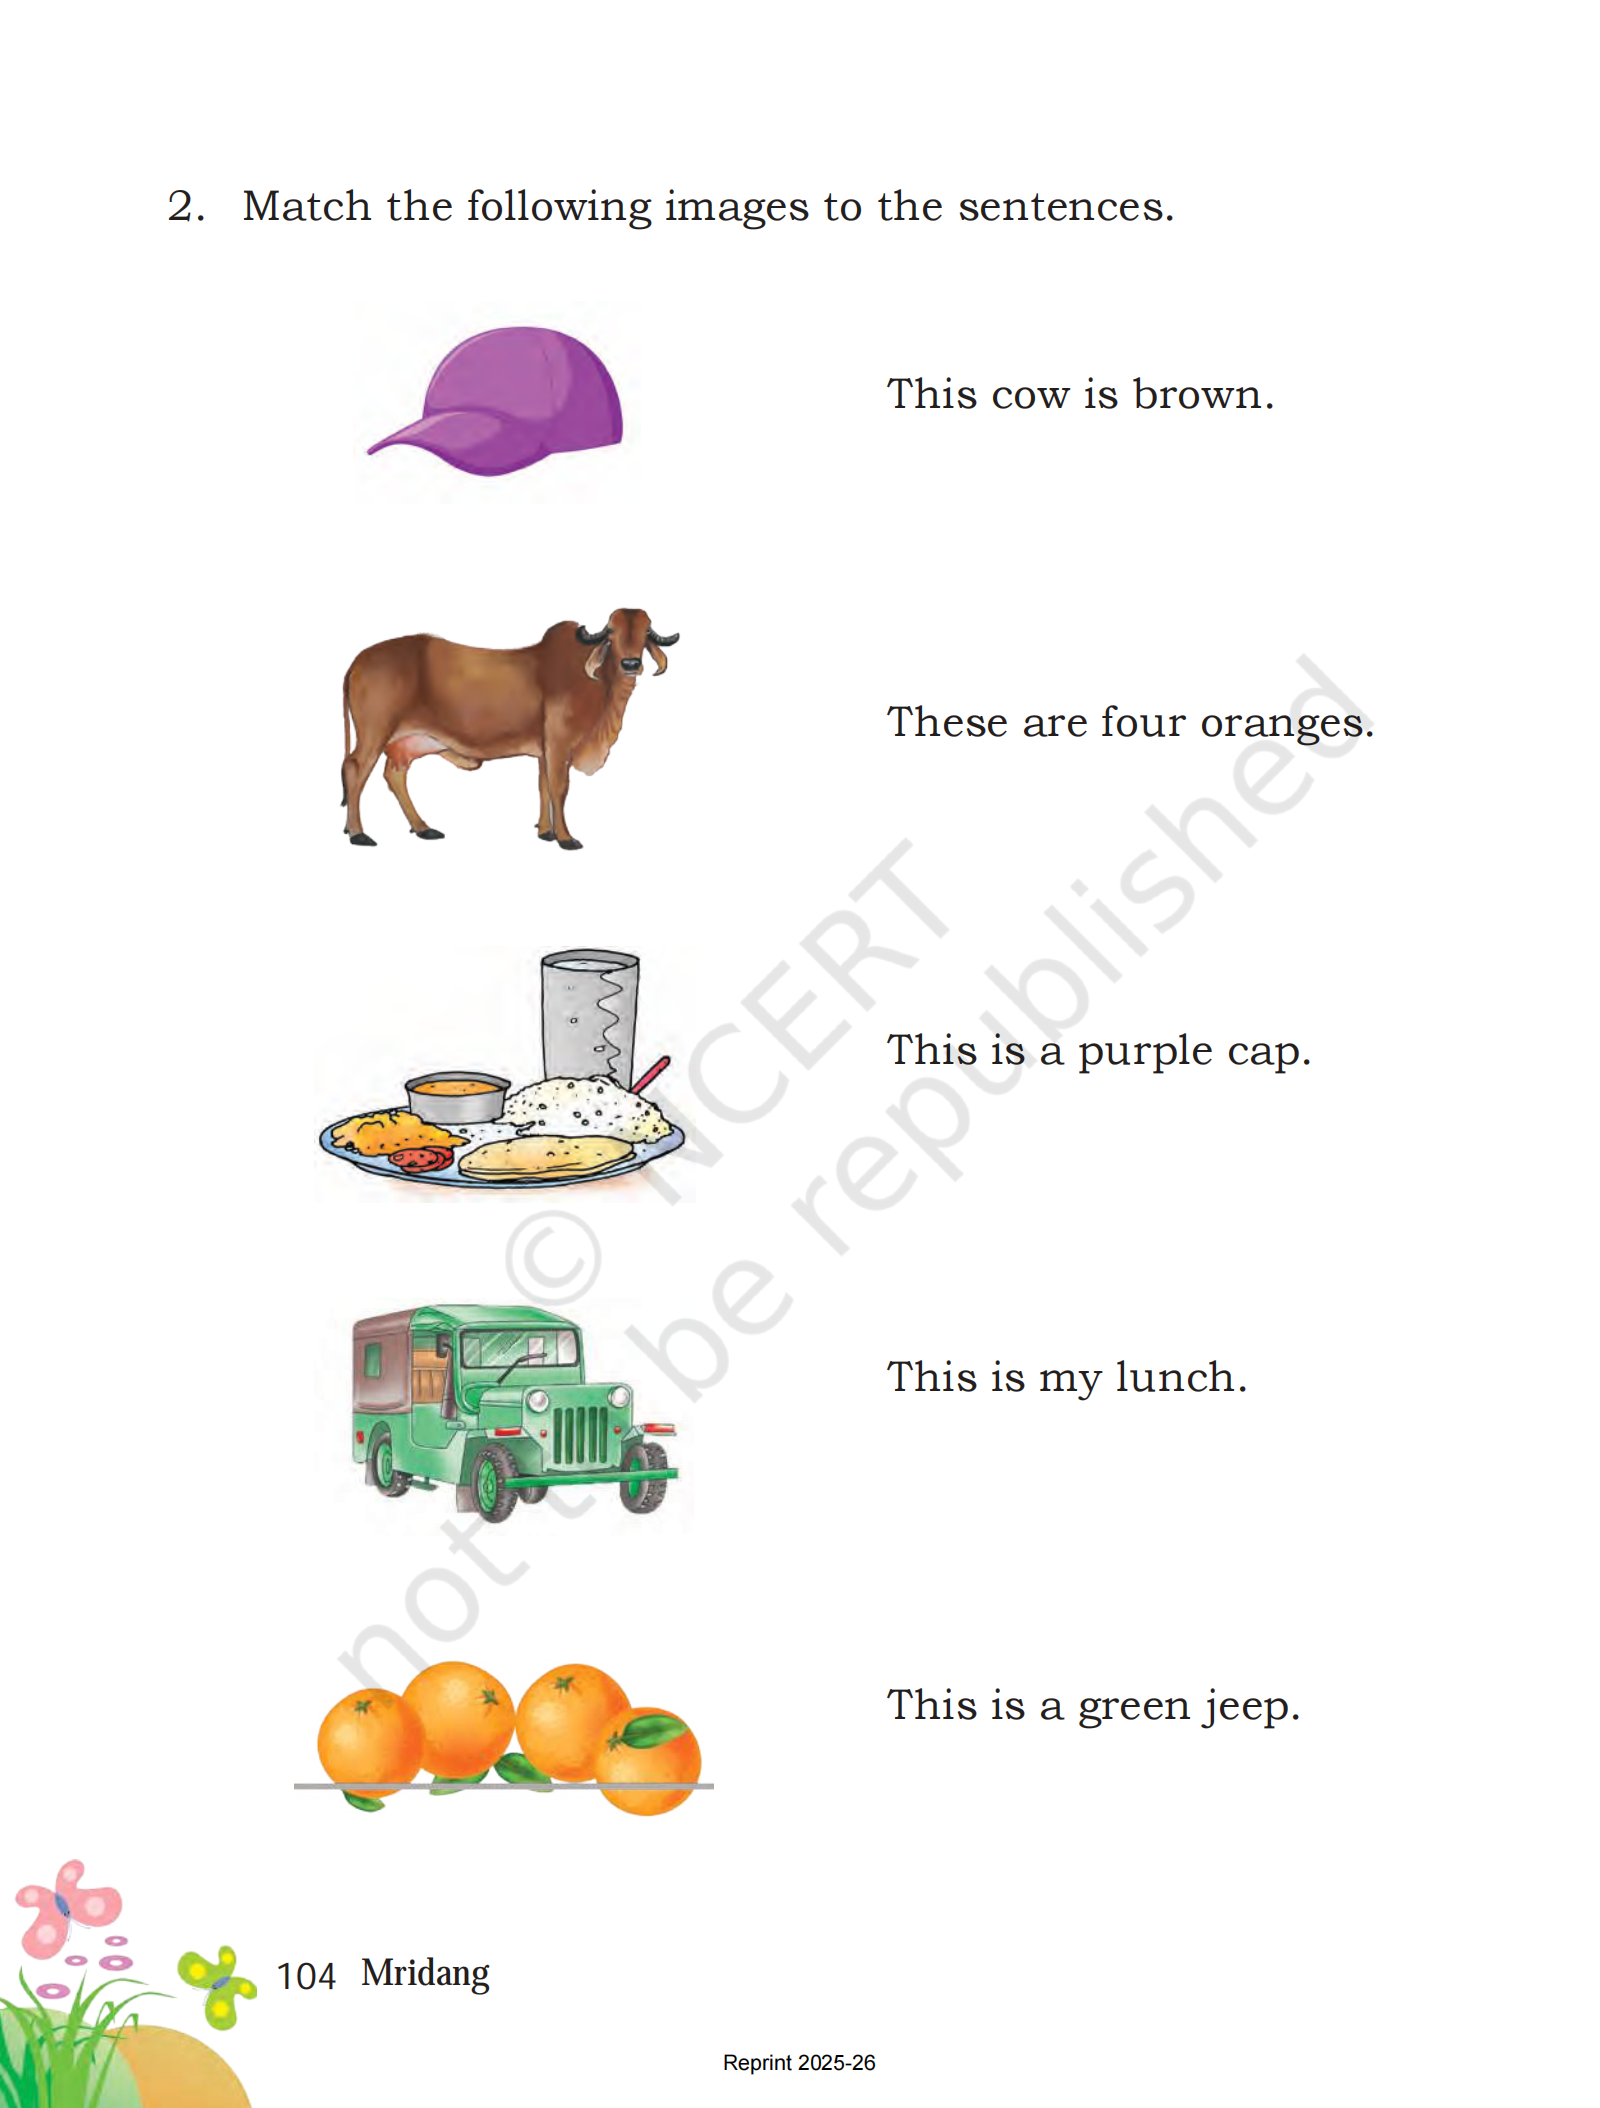 2. Match the following images to the sentences.
This cow is brown.
These are four oranges.
This is a purple cap.
This is my lunch.
This is a green jeep.
© NCERT
not to be republished
104 Mridang
Reprint 2025-26